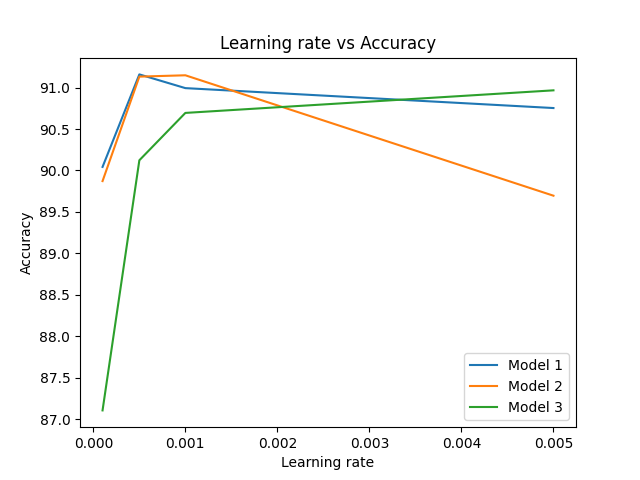 Learning rate vs Accuracy
Accuracy
91.0
90.5
90.0
89.5
89.0
88.5
88.0
87.5
87.0
Model 1
Model 2
Model 3
0.000 0.001 0.002 0.003 0.004 0.005
Learning rate